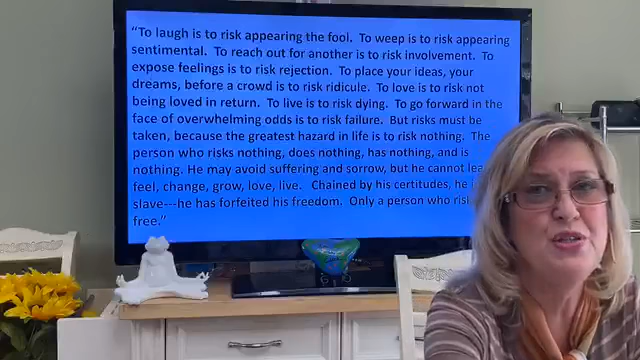 “To laugh is to risk appearing the fool. To weep is to risk appearing
sentimental. To reach out for another is to risk involvement. To
expose feelings is to risk rejection. To place your ideas, your
dreams, before a crowd is to risk ridicule. To love is to risk not
being loved in return. To live is to risk dying. To go forward in the
face of overwhelming odds is to risk failure. But risks must be
taken, because the greatest hazard in life is to risk nothing. The
person who risks nothing, does nothing, has nothing, and is
nothing. He may avoid suffering and sorrow, but he cannot
feel, change, grow, love, live. Chained by his certitudes, he
slave---he has forfeited his freedom. Only a person who
free.”